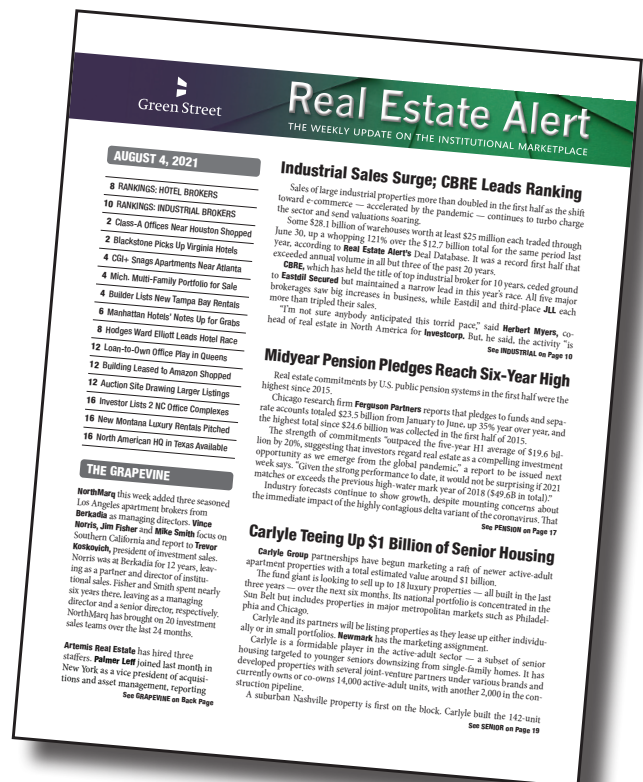 Green Street
Real Estate Alert
THE WEEKLY UPDATE ON THE INSTITUTIONAL MARKETPLACE
AUGUST 4, 2021
8 RANKINGS: HOTEL BROKERS
10 RANKINGS: INDUSTRIAL BROKERS
2 Class-A Offices Near Houston Shopped
2 Blackstone Picks Up Virginia Hotels
4 CGI+ Snags Apartments Near Atlanta
4 Mich. Multi-Family Portfolio for Sale
4 Builder Lists New Tampa Bay Rentals
6 Manhattan Hotels' Notes Up for Grabs
8 Hodges Ward Elliott Leads Hotel Race
12 Loan-to-Own Office Play in Queens
12 Building Leased to Amazon Shopped
12 Auction Site Drawing Larger Listings
16 Investor Lists 2 NC Office Complexes
16 New Montana Luxury Rentals Pitched
16 North American HQ in Texas Available
THE GRAPEVINE
NorthMarq this week added three seasoned
Los Angeles apartment brokers from
Berkadia as managing directors. Vince
Norris, Jim Fisher and Mike Smith focus on
Southern California and report to Trevor
Koskovich, president of investment sales.
Norris was at Berkadia for 12 years, leav-
ing as a partner and director of institu-
tional sales. Fisher and Smith spent nearly
six years there, leaving as a managing
director and a senior director, respectively.
NorthMarq has brought on 20 investment
sales teams over the last 24 months.
Artemis Real Estate has hired three
staffers. Palmer Leff joined last month in
New York as a vice president of acquisi-
tions and asset management, reporting
See GRAPEVINE on Back Page
Industrial Sales Surge; CBRE Leads Ranking
Sales of large industrial properties more than doubled in the first half as the shift
toward e-commerce — accelerated by the pandemic — continues to turbo charge
the sector and send valuations soaring.
Some $28.1 billion of warehouses worth at least $25 million each traded through
June 30, up a whopping 121% over the $12.7 billion total for the same period last
year, according to Real Estate Alert's Deal Database. It was a record first half that
exceeded annual volume in all but three of the past 20 years.
CBRE, which has held the title of top industrial broker for 10 years, ceded ground
to Eastdil Secured but maintained a narrow lead in this year's race. All five major
brokerages saw big increases in business, while Eastdil and third-place JLL each
more than tripled their sales.
"I'm not sure anybody anticipated this torrid pace," said Herbert Myers, co-
head of real estate in North America for Investcorp. But, he said, the activity "is
See INDUSTRIAL on Page 10
Midyear Pension Pledges Reach Six-Year High
Real estate commitments by U.S. public pension systems in the first half were the
highest since 2015.
Chicago research firm Ferguson Partners reports that pledges to funds and sepa-
rate accounts totaled $23.5 billion from January to June, up 35% year over year, and
the highest total since $24.6 billion was collected in the first half of 2015.
The strength of commitments "outpaced the five-year H1 average of $19.6 bil-
lion by 20%, suggesting that investors regard real estate as a compelling investment
opportunity as we emerge from the global pandemic," a report to be issued next
week says. "Given the strong performance to date, it would not be surprising if 2021
matches or exceeds the previous high-water mark year of 2018 ($49.6B in total)."
Industry forecasts continue to show growth, despite mounting concerns about
the immediate impact of the highly contagious delta variant of the coronavirus. That
See PENSION on Page 17
Carlyle Teeing Up $1 Billion of Senior Housing
Carlyle Group partnerships have begun marketing a raft of newer active-adult
apartment properties with a total estimated value around $1 billion.
The fund giant is looking to sell up to 18 luxury properties — all built in the last
three years — over the next six months. Its national portfolio is concentrated in the
Sun Belt but includes properties in major metropolitan markets such as Philadel-
phia and Chicago.
Carlyle and its partners will be listing properties as they lease up either individu-
ally or in small portfolios. Newmark has the marketing assignment.
Carlyle is a formidable player in the active-adult sector — a subset of senior
housing targeted to younger seniors downsizing from single-family homes. It has
developed properties with several joint-venture partners under various brands and
currently owns or co-owns 14,000 active-adult units, with another 2,000 in the con-
struction pipeline.
A suburban Nashville property is first on the block. Carlyle built the 142-unit
See SENIOR on Page 19